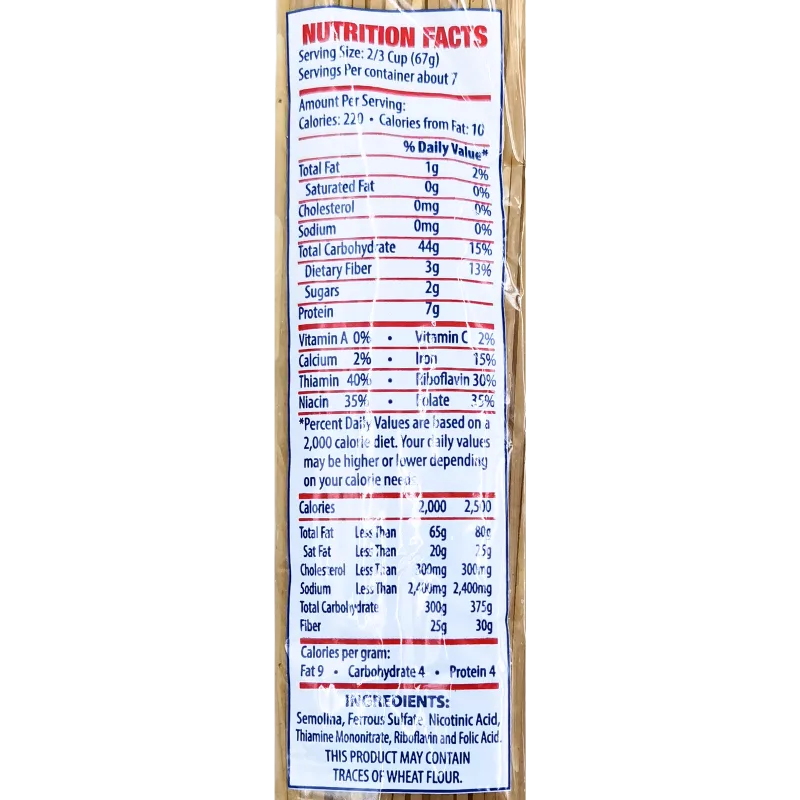 NUTRITION FACTS
Serving Size: 2/3 Cup (67g)
Servings Per container about 7
Amount Per Serving:
Calories: 220 • Calories from Fat: 10
% Daily Value*
Total Fat 1g 2%
Saturated Fat 0g 0%
Cholesterol 0mg 0%
Sodium 0mg 0%
Total Carbohydrate 44g 15%
Dietary Fiber 3g 13%
Sugars 2g
Protein 7g
Vitamin A 0% • Vitamin C 2%
Calcium 2% • Iron 15%
Thiamin 40% • Riboflavin 30%
Niacin 35% • Folate 35%
*Percent Daily Values are based on a
2,000 calorie diet. Your daily values
may be higher or lower depending
on your calorie needs
Calories 2,000 2,500
Total Fat Less Than 65g 80g
Sat Fat Less Than 20g 25g
Cholesterol Less Than 300mg 300mg
Sodium Less Than 2,400mg 2,400mg
Total Carbohydrate 300g 375g
Fiber 25g 30g
Calories per gram:
Fat 9 • Carbohydrate 4 • Protein 4
INGREDIENTS:
Semolina, Ferrous Sulfate, Nicotinic Acid,
Thiamine Mononitrate, Riboflavin and Folic Acid.
THIS PRODUCT MAY CONTAIN
TRACES OF WHEAT FLOUR.